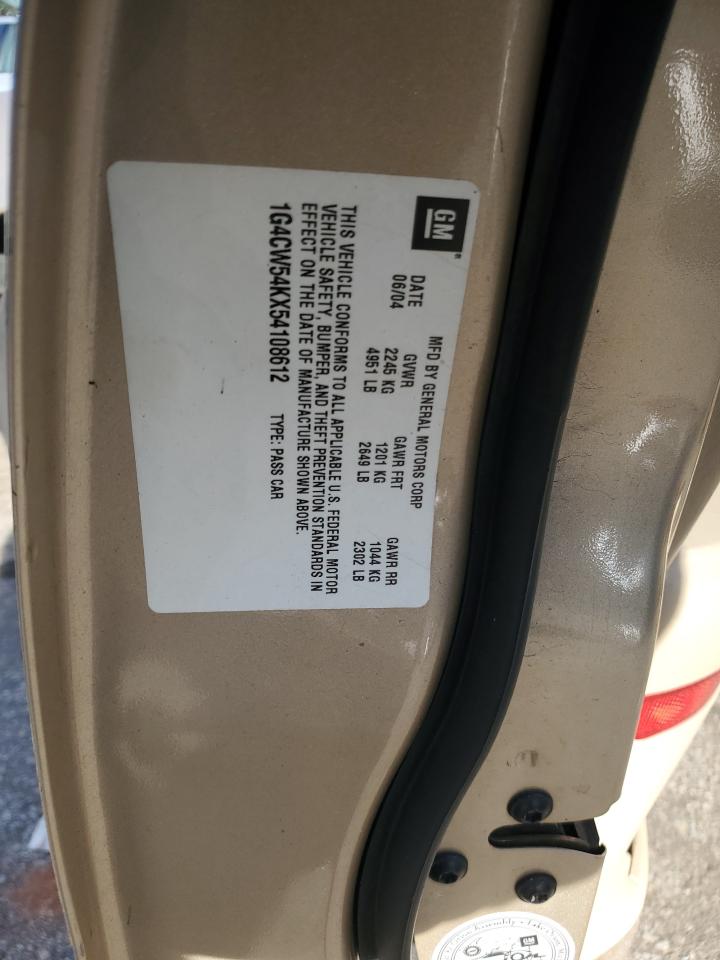 GM
MFD BY GENERAL MOTORS CORP
DATE GVWR GAWR FRT GAWR RR
06/04 2245 KG 1201 KG 1044 KG
4951 LB 2649 LB 2302 LB
THIS VEHICLE CONFORMS TO ALL APPLICABLE U.S. FEDERAL MOTOR
VEHICLE SAFETY, BUMPER, AND THEFT PREVENTION STANDARDS IN
EFFECT ON THE DATE OF MANUFACTURE SHOWN ABOVE.
1G4CW54KX54108612 TYPE: PASS CAR
GM
Assembly